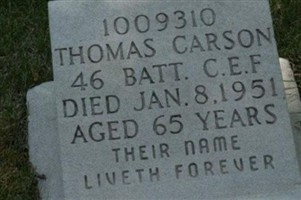 1009310
THOMAS CARSON
46 BATT. C.E.F
DIED JAN. 8, 1951
AGED 65 YEARS
THEIR NAME
LIVETH FOREVER